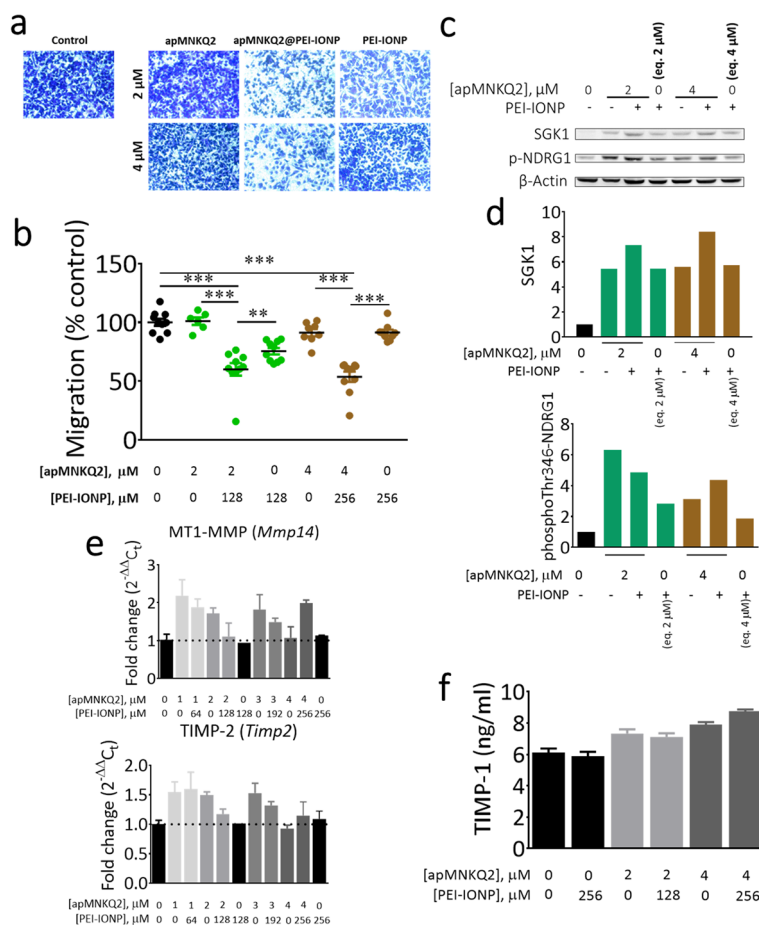 a
Control
apMNKQ2
apMNKQ2@PEI-IONP
PEI-IONP
2 μM
4 μM
b
Migration (% control)
150
100
50
0
***
***
***
***
**
***
[apMNKQ2], μM
0 2 2 0 4 4 0
[PEI-IONP], μM
0 0 128 128 0 256 256
c
(eq. 2 μM)
(eq. 4 μM)
[apMNKQ2], μM
0 2 0 4 0
PEI-IONP
- - + + - + +
SGK1
p-NDRG1
β-Actin
d
SGK1
8
6
4
2
0
[apMNKQ2], μM
0 2 0 4 0
PEI-IONP
- - + + - + +
(eq. 2 μM)
(eq. 4 μM)
phosphoThr346-NDRG1
8
6
4
2
0
[apMNKQ2], μM
0 2 0 4 0
PEI-IONP
- - + + - + +
(eq. 2 μM)
(eq. 4 μM)
e
MT1-MMP (Mmp14)
Fold change (2-ΔΔCt)
3
2
1
0
[apMNKQ2], μM
0 1 1 2 2 0 3 3 4 4 0
[PEI-IONP], μM
0 0 64 0 128 128 0 192 0 256 256
TIMP-2 (Timp2)
Fold change (2-ΔΔCt)
2.0
1.5
1.0
0.5
0.0
[apMNKQ2], μM
0 1 1 2 2 0 3 3 4 4 0
[PEI-IONP], μM
0 0 64 0 128 128 0 192 0 256 256
f
TIMP-1 (ng/ml)
10
8
6
4
2
0
[apMNKQ2], μM
0 0 2 2 4 4
[PEI-IONP], μM
0 256 0 128 0 256